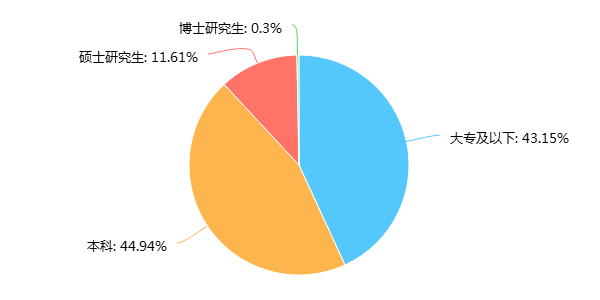 博士研究生: 0.3%
硕士研究生: 11.61%
大专及以下: 43.15%
本科: 44.94%